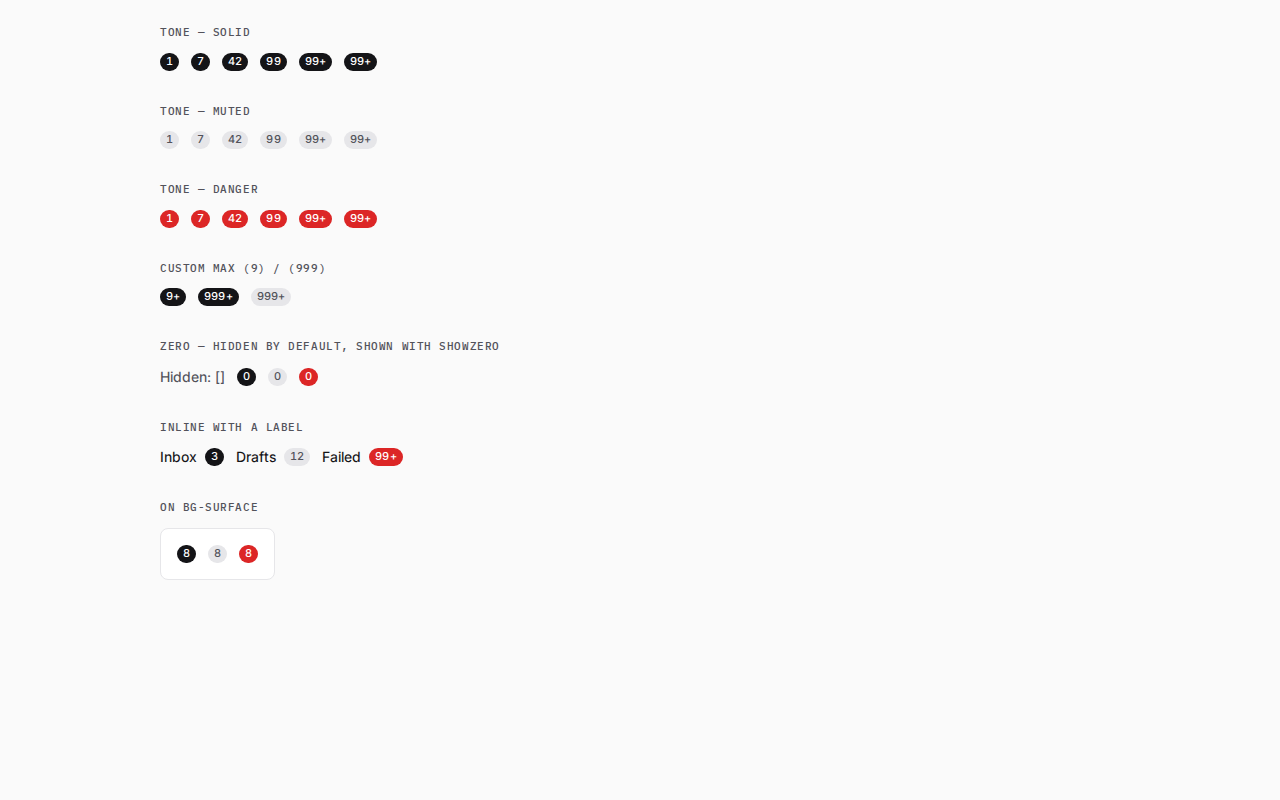 TONE — SOLID
1 7 42 99 99+ 99+
TONE — MUTED
1 7 42 99 99+ 99+
TONE — DANGER
1 7 42 99 99+ 99+
CUSTOM MAX (9) / (999)
9+ 999+ 999+
ZERO — HIDDEN BY DEFAULT, SHOWN WITH SHOWZERO
Hidden: [] 0 0 0
INLINE WITH A LABEL
Inbox 3 Drafts 12 Failed 99+
ON BG-SURFACE
8 8 8